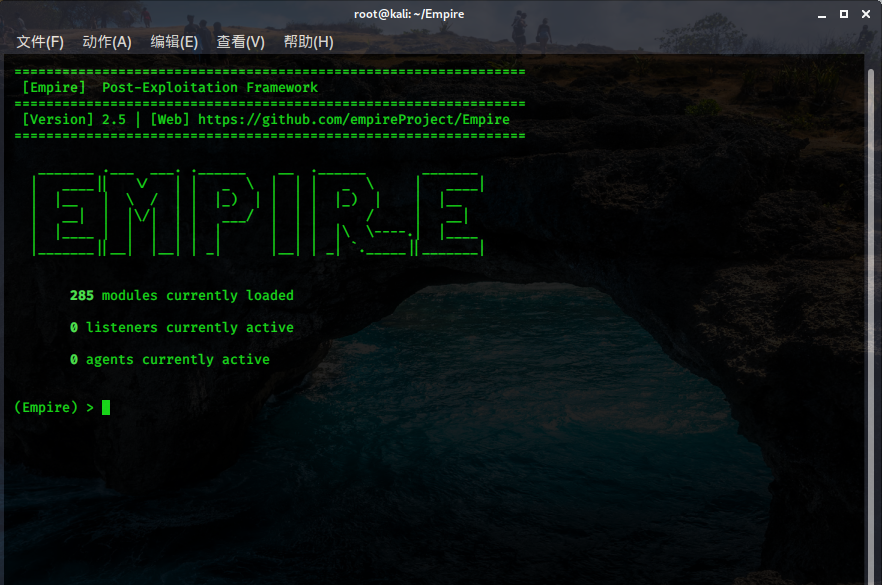 root@kali: ~/Empire
文件(F) 动作(A) 编辑(E) 查看(V) 帮助(H)
================================================================
[Empire] Post-Exploitation Framework
================================================================
[Version] 2.5 | [Web] https://github.com/empireProject/Empire
================================================================
EMPIRE
285 modules currently loaded
0 listeners currently active
0 agents currently active
(Empire) >